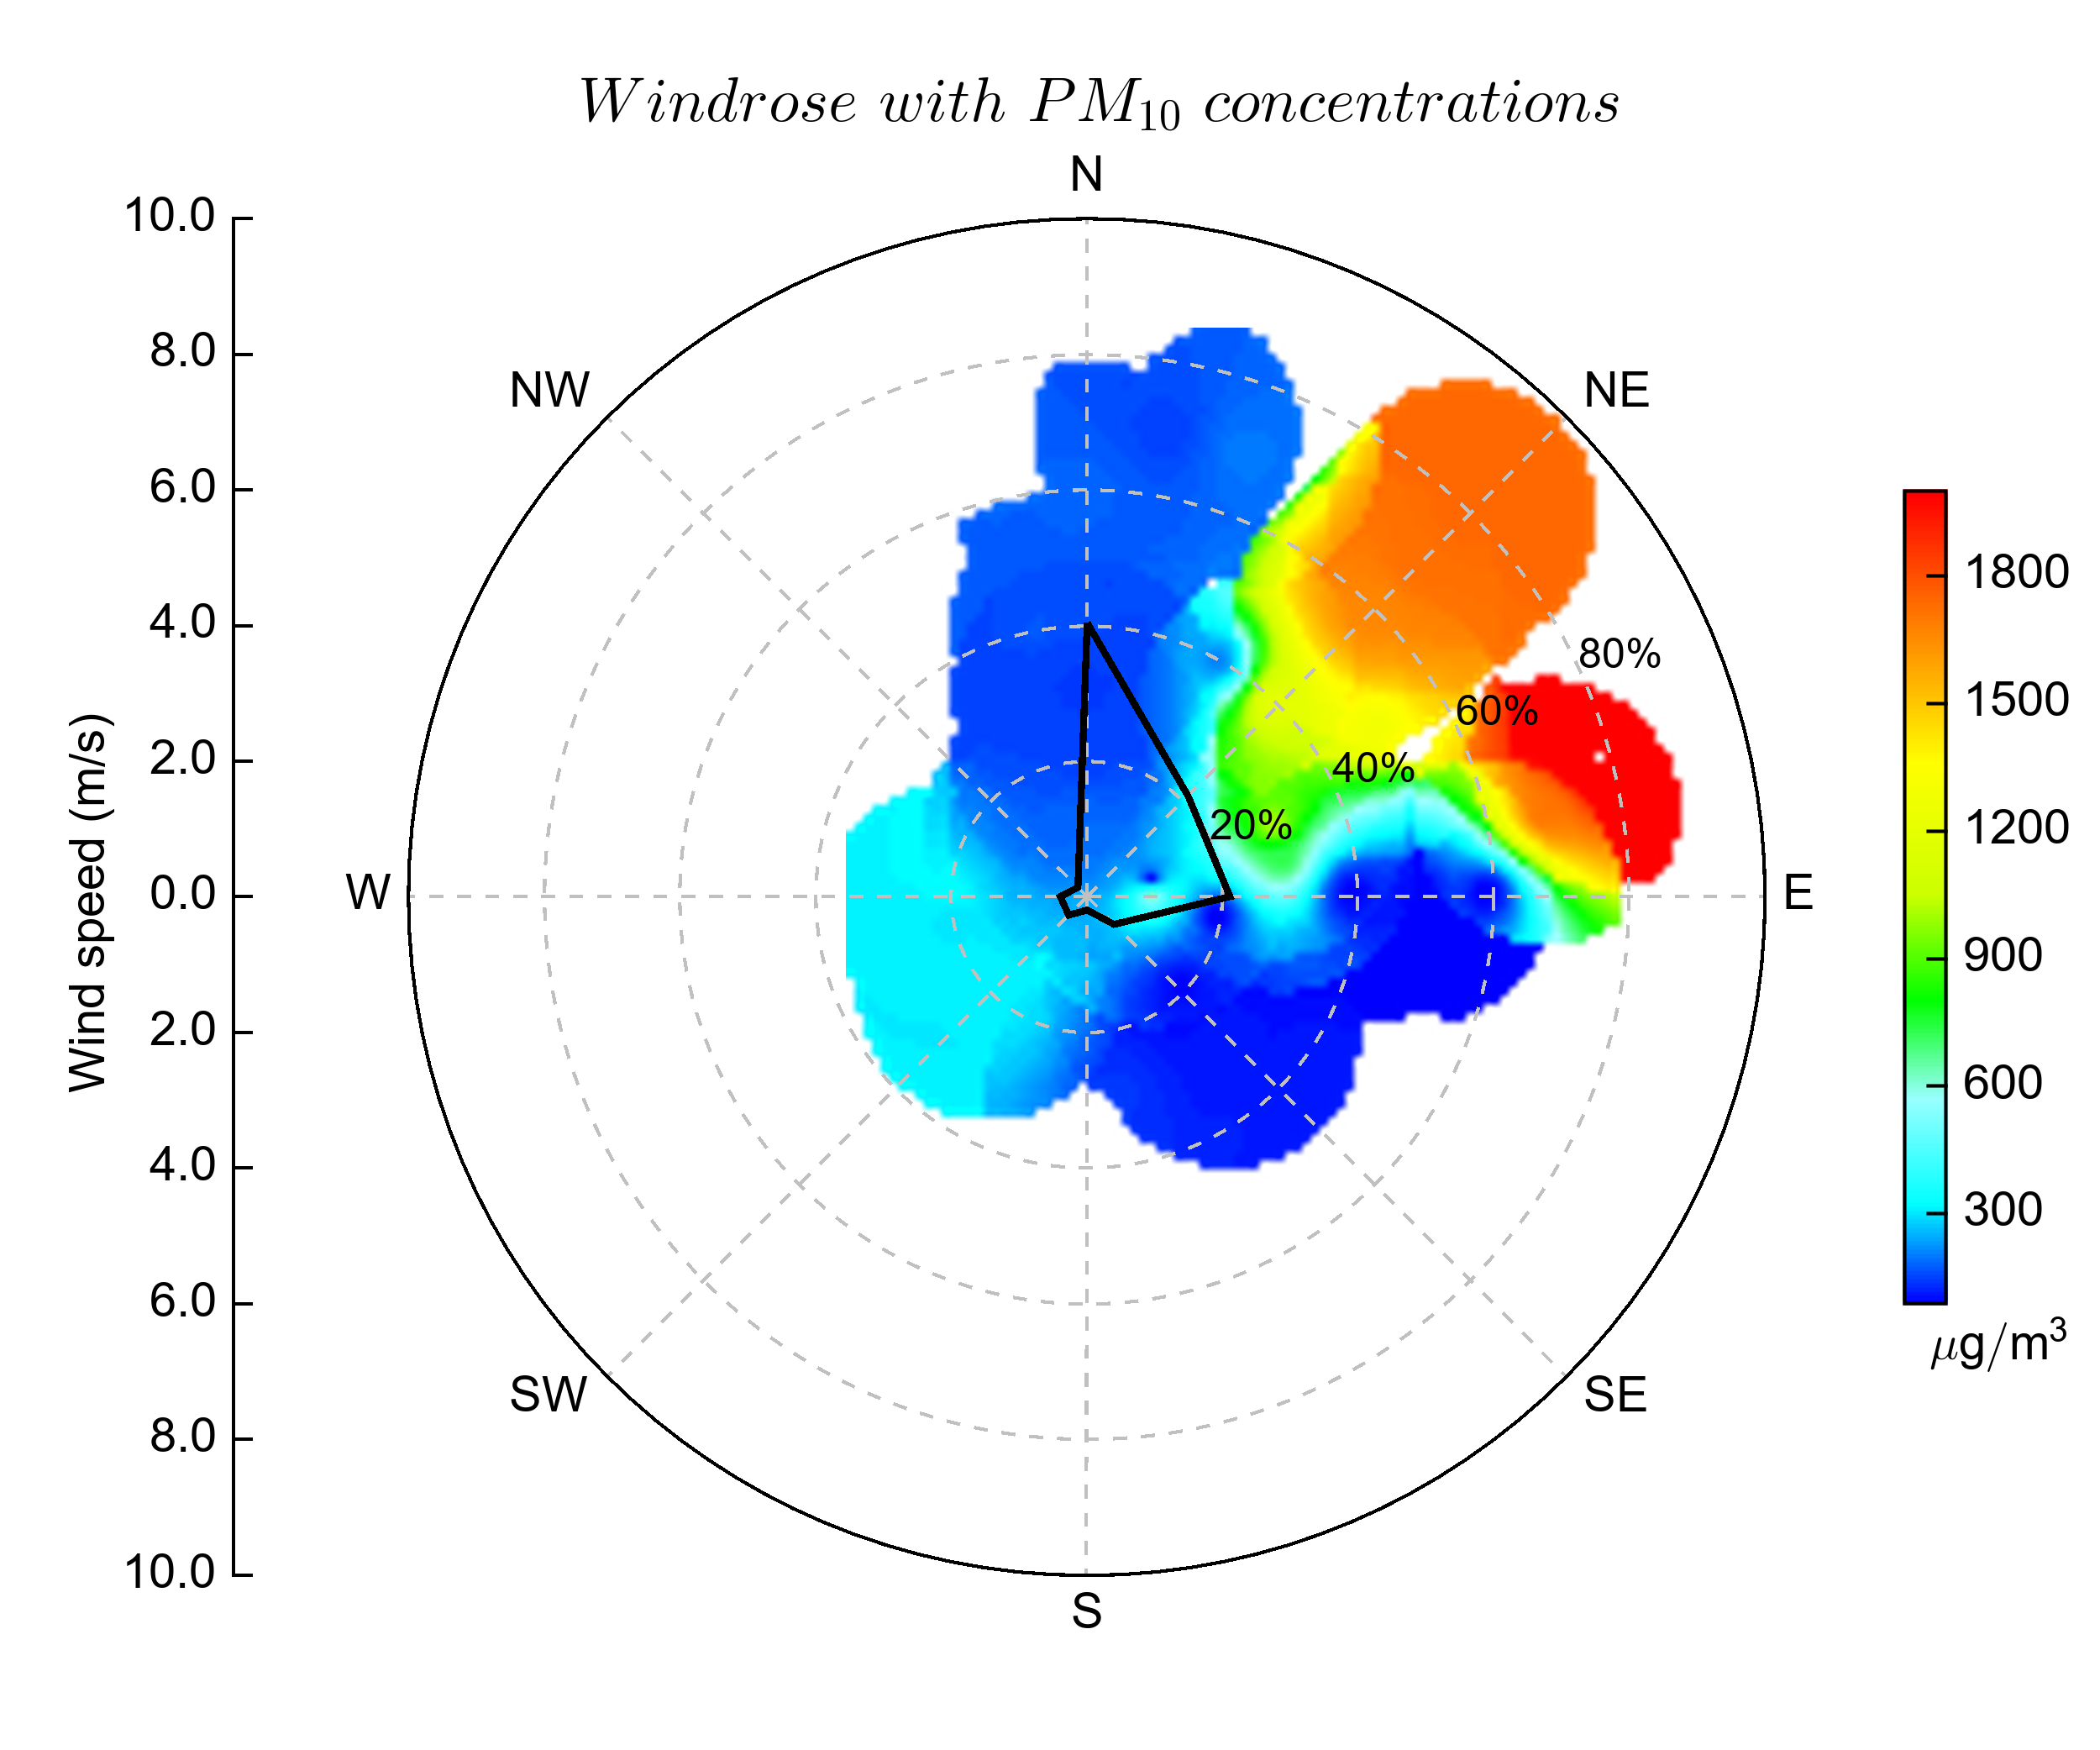 Windrose with PM₁₀ concentrations
N
NW
NE
W
E
SW
SE
S
10.0
8.0
6.0
4.0
2.0
0.0
2.0
4.0
6.0
8.0
10.0
Wind speed (m/s)
80%
60%
40%
20%
1800
1500
1200
900
600
300
μg/m³